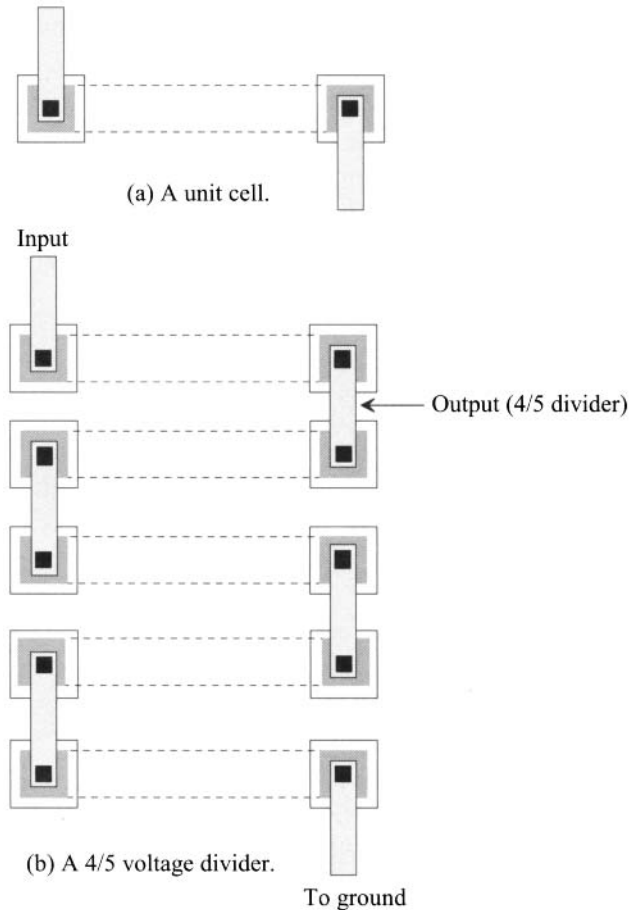 (a) A unit cell.
Input
Output (4/5 divider)
(b) A 4/5 voltage divider.
To ground